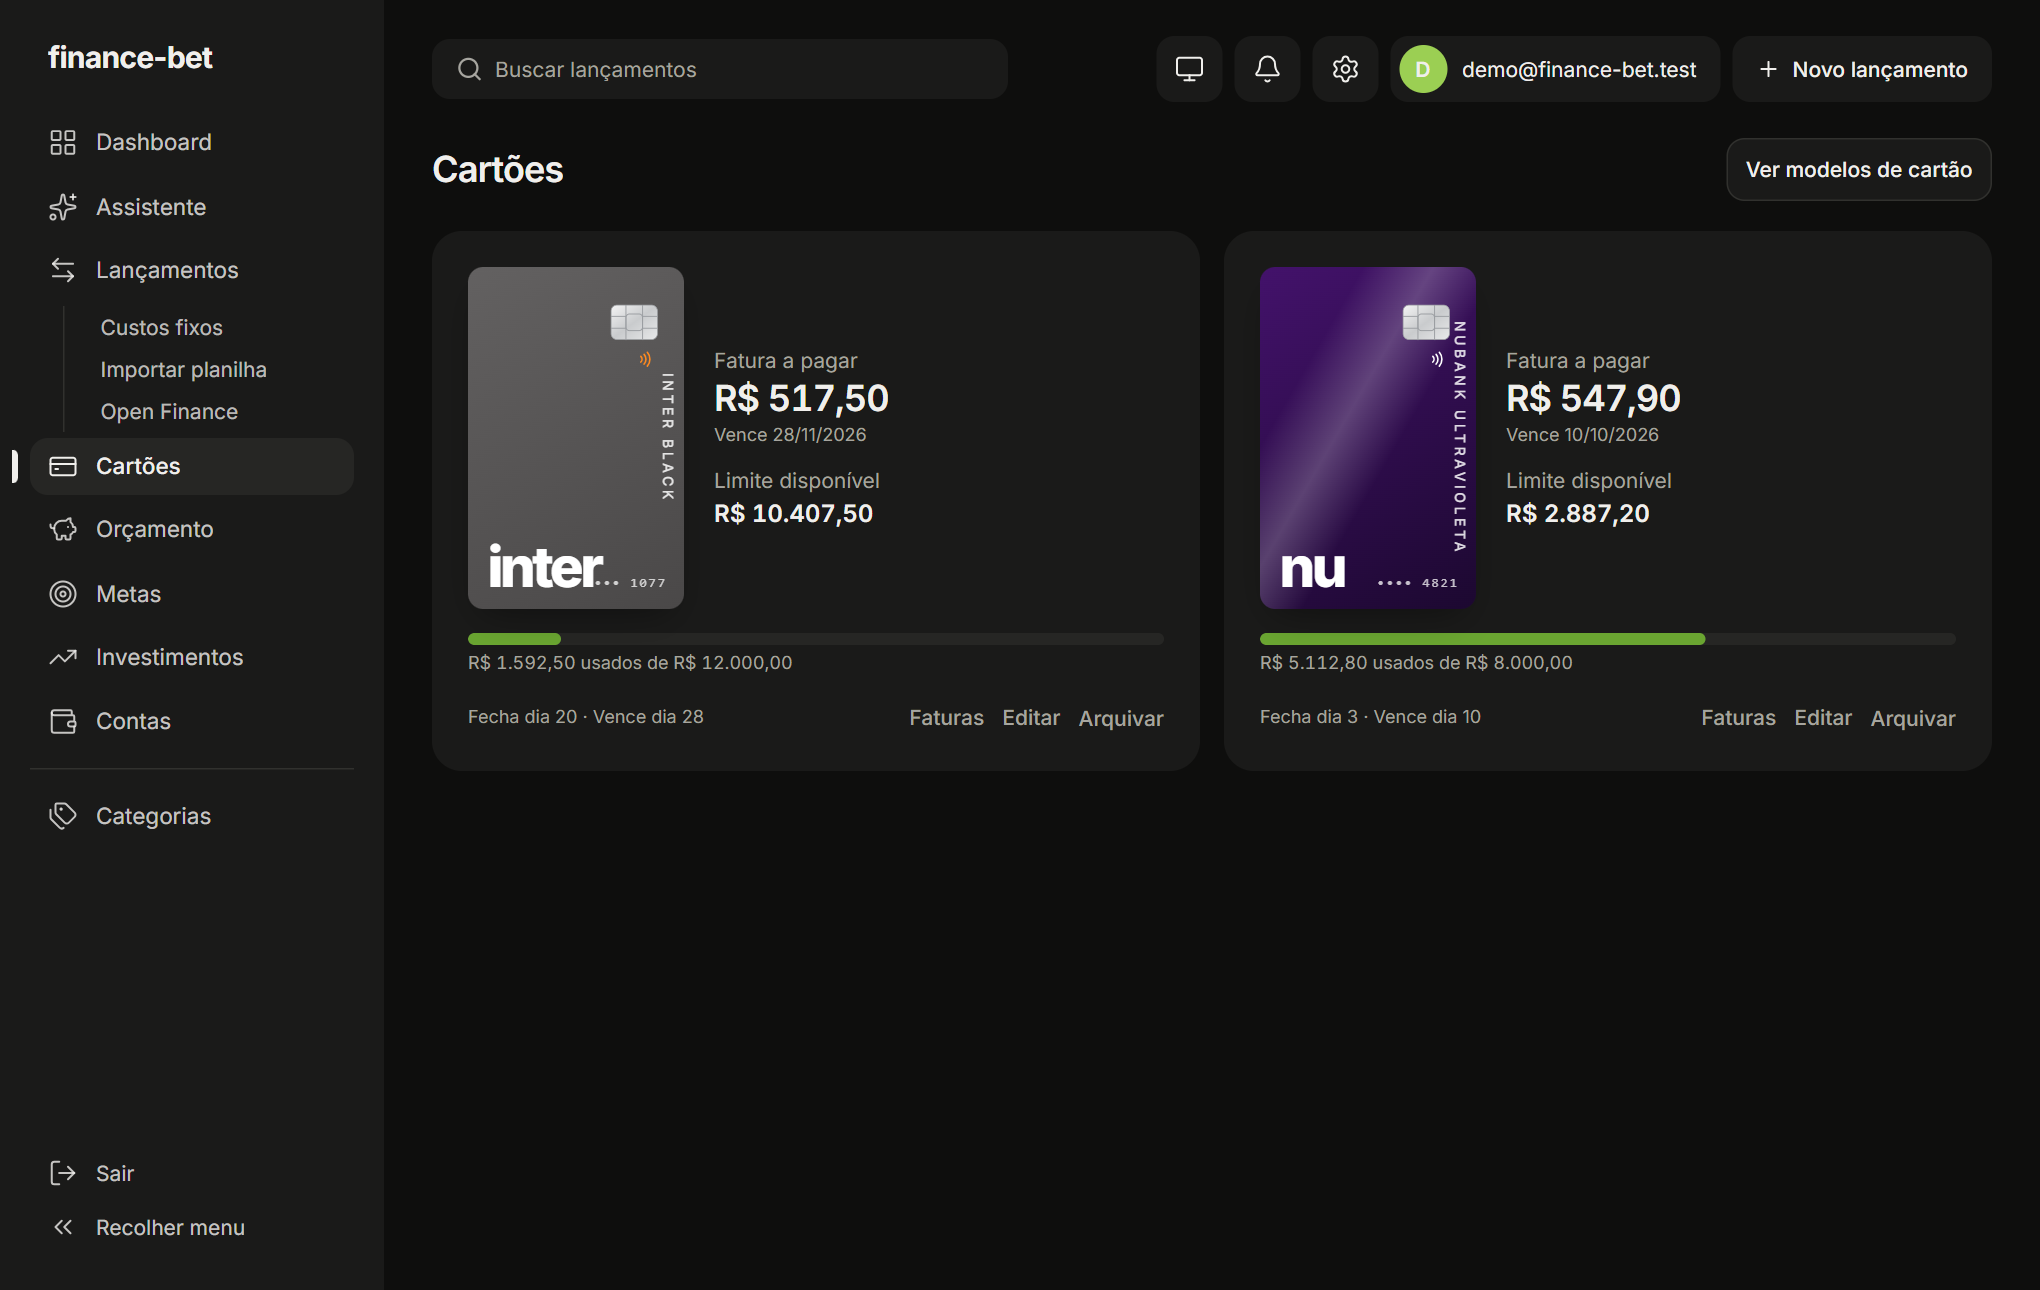 finance-bet
Dashboard
Assistente
Lançamentos
Custos fixos
Importar planilha
Open Finance
Cartões
Orçamento
Metas
Investimentos
Contas
Categorias
Sair
Recolher menu
Buscar lançamentos
D
demo@finance-bet.test
+ Novo lançamento
Cartões
Ver modelos de cartão
INTER BLACK
inter
••• 1077
Fatura a pagar
R$ 517,50
Vence 28/11/2026
Limite disponível
R$ 10.407,50
R$ 1.592,50 usados de R$ 12.000,00
Fecha dia 20 · Vence dia 28
Faturas Editar Arquivar
NUBANK ULTRAVIOLETA
nu
•••• 4821
Fatura a pagar
R$ 547,90
Vence 10/10/2026
Limite disponível
R$ 2.887,20
R$ 5.112,80 usados de R$ 8.000,00
Fecha dia 3 · Vence dia 10
Faturas Editar Arquivar